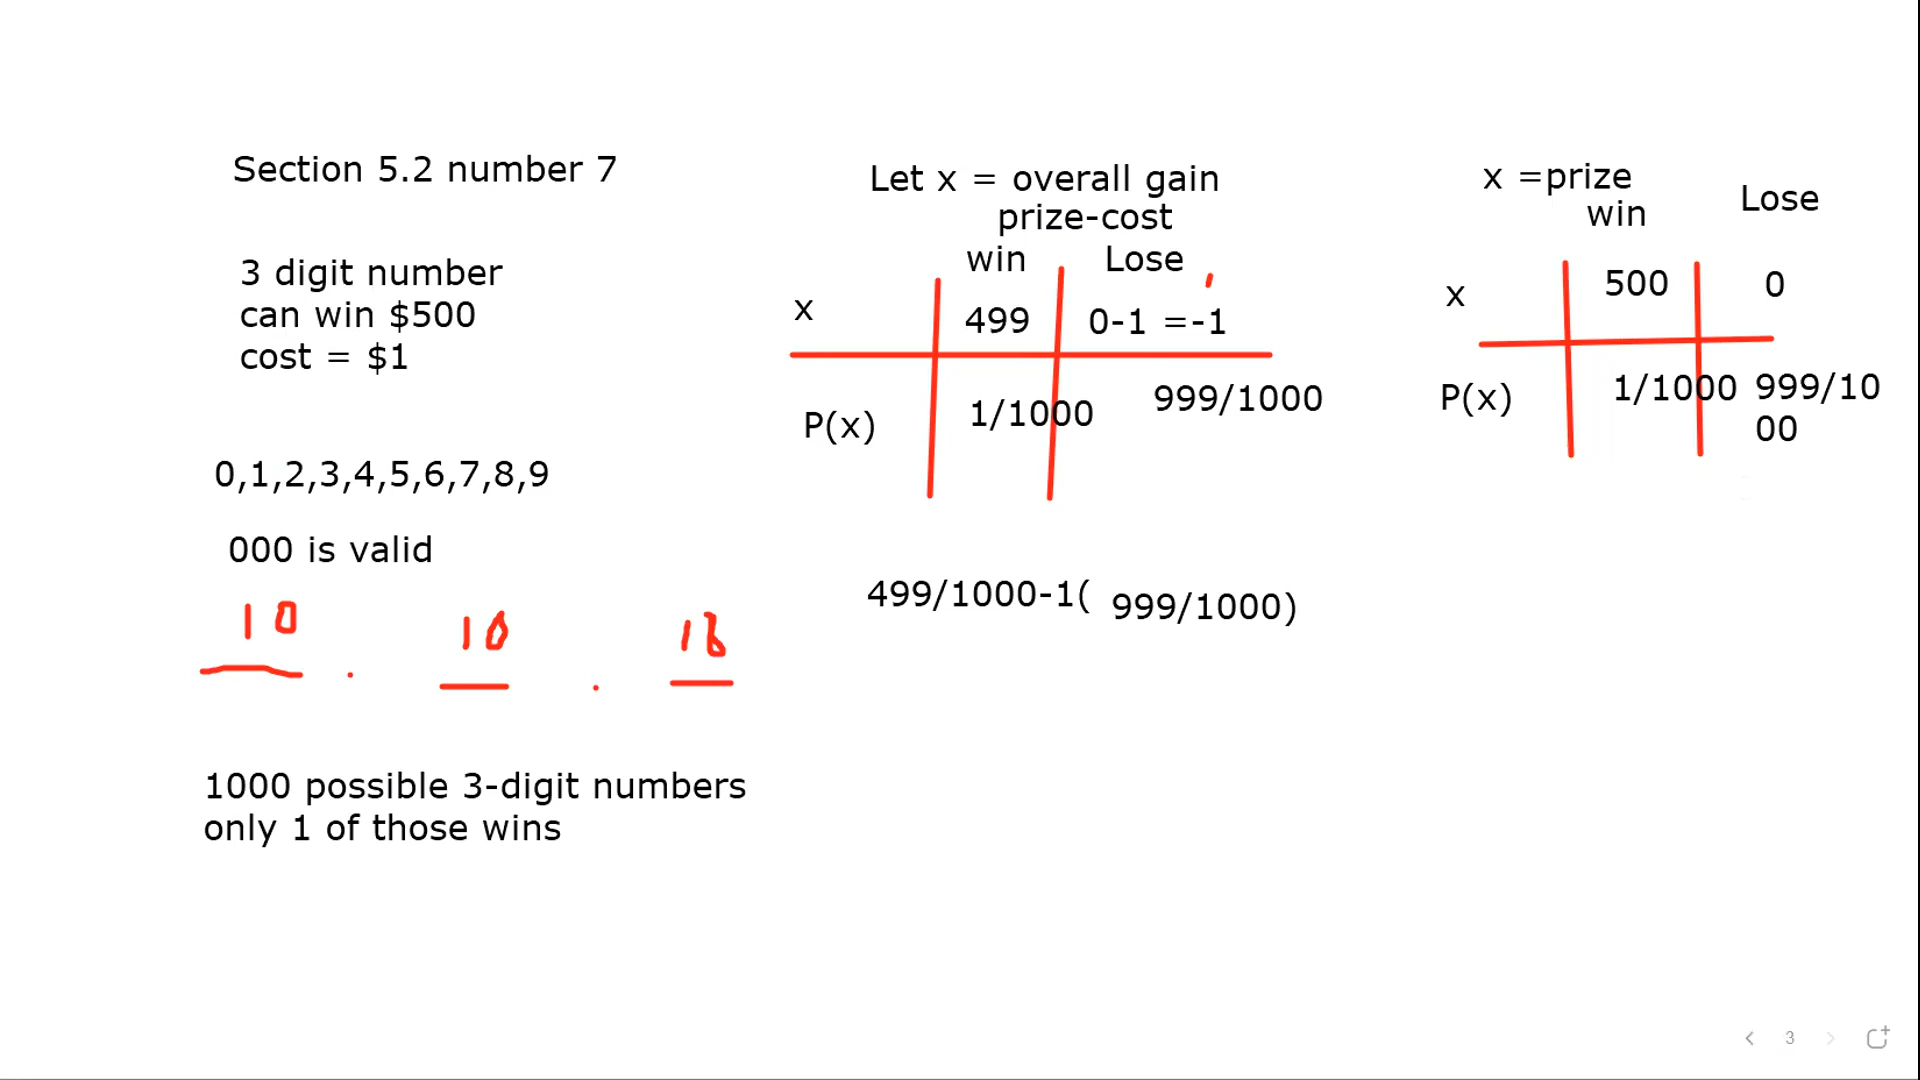 Section 5.2 number 7
3 digit number
can win $500
cost = $1
0,1,2,3,4,5,6,7,8,9
000 is valid
10 . 10 . 10
1000 possible 3-digit numbers
only 1 of those wins
Let x = overall gain
prize-cost
win Lose
x 499 0-1 =-1
P(x) 1/1000 999/1000
499/1000-1( 999/1000)
x =prize
win Lose
x 500 0
P(x) 1/1000 999/10
00
3